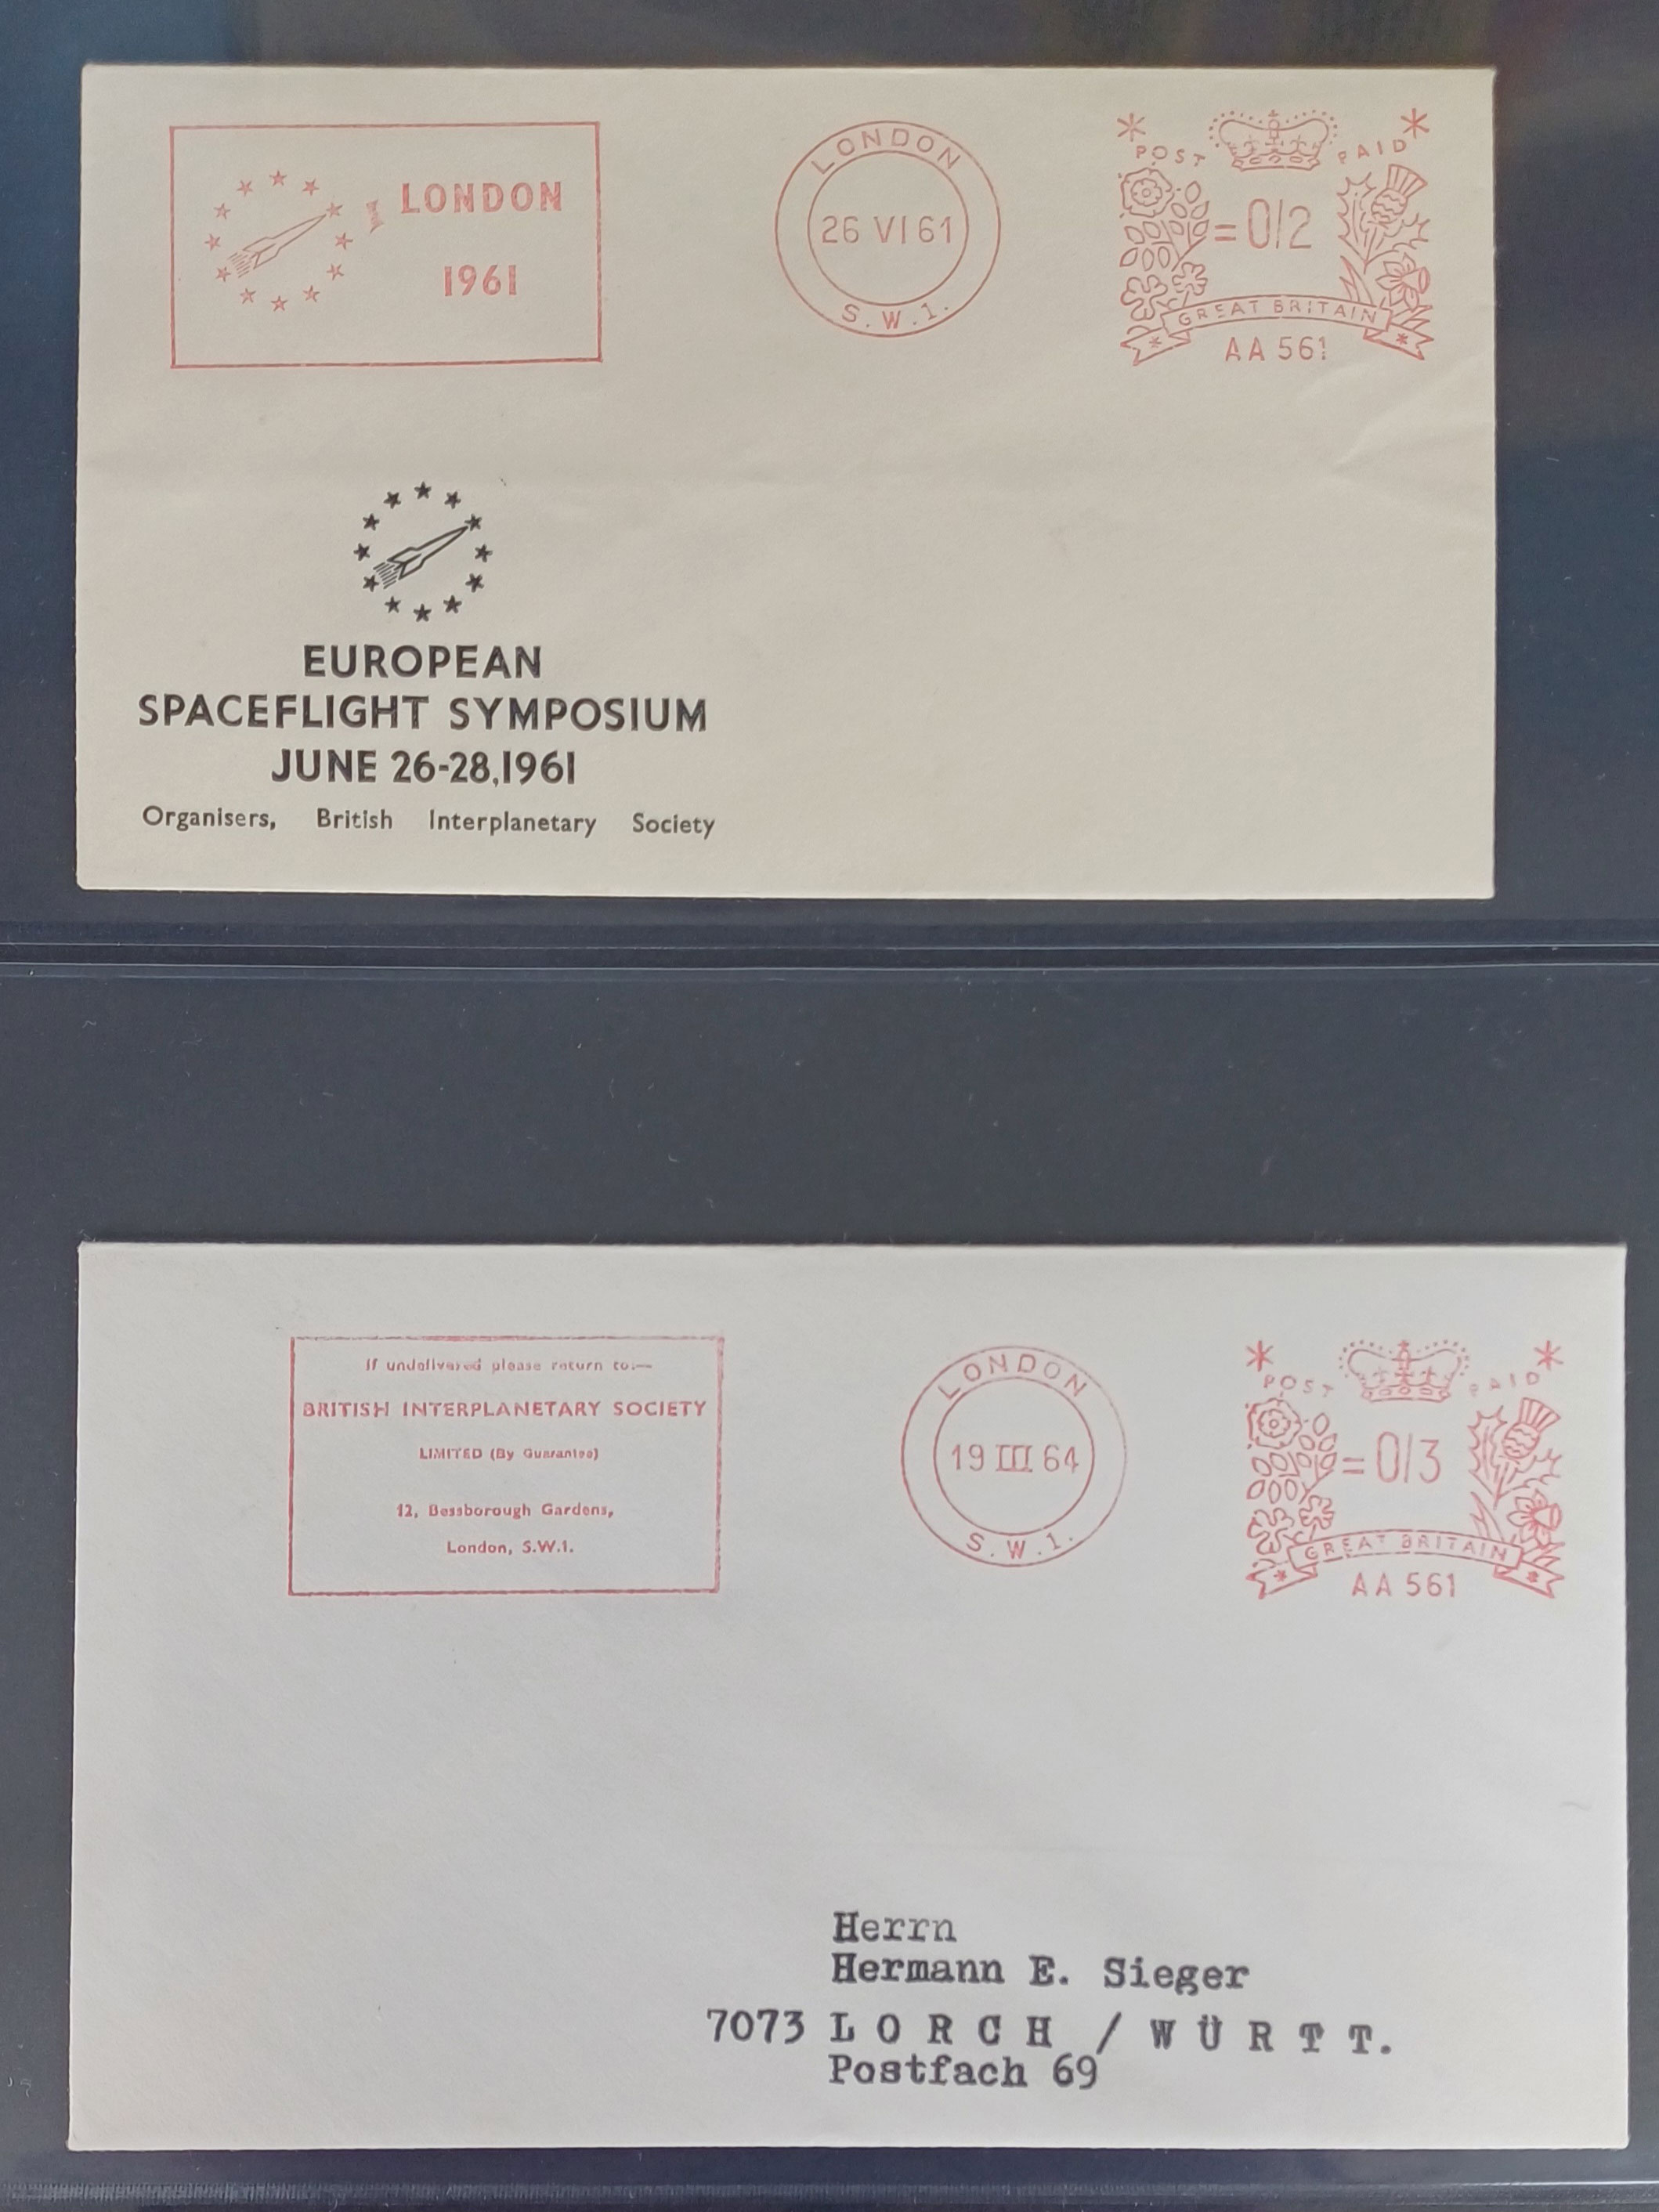 LONDON
1961
LONDON
26 VI 61
S.W.1.
POST PAID
=0/2
GREAT BRITAIN
AA 561
EUROPEAN
SPACEFLIGHT SYMPOSIUM
JUNE 26-28,1961
Organisers, British Interplanetary Society
If undelivered please return to:—
BRITISH INTERPLANETARY SOCIETY
LIMITED (By Guarantee)
12, Bessborough Gardens,
London, S.W.1.
LONDON
19 III 64
S.W.1.
POST PAID
=0/3
GREAT BRITAIN
AA 561
Herrn
Hermann E. Sieger
7073 LORCH / WÜRTT.
Postfach 69